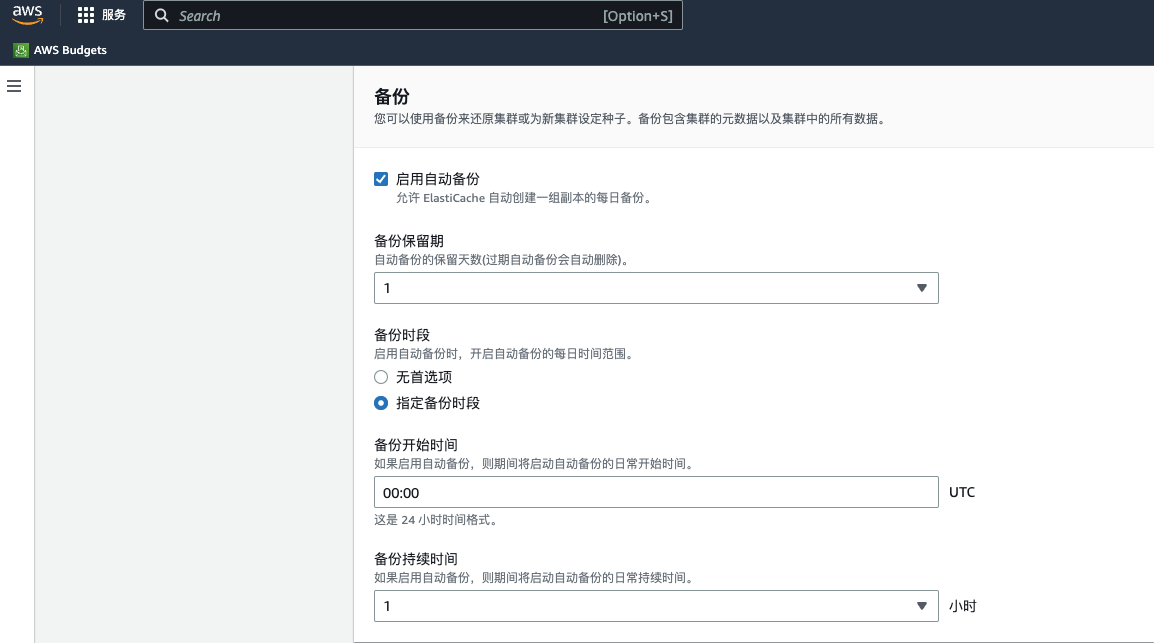 aws
服务
Search
[Option+S]
AWS Budgets
备份
您可以使用备份来还原集群或为新集群设定种子。备份包含集群的元数据以及集群中的所有数据。
启用自动备份
允许 ElastiCache 自动创建一组副本的每日备份。
备份保留期
自动备份的保留天数(过期自动备份会自动删除)。
1
备份时段
启用自动备份时，开启自动备份的每日时间范围。
无首选项
指定备份时段
备份开始时间
如果启用自动备份，则期间将启动自动备份的日常开始时间。
00:00
UTC
这是 24 小时时间格式。
备份持续时间
如果启用自动备份，则期间将启动自动备份的日常持续时间。
1
小时